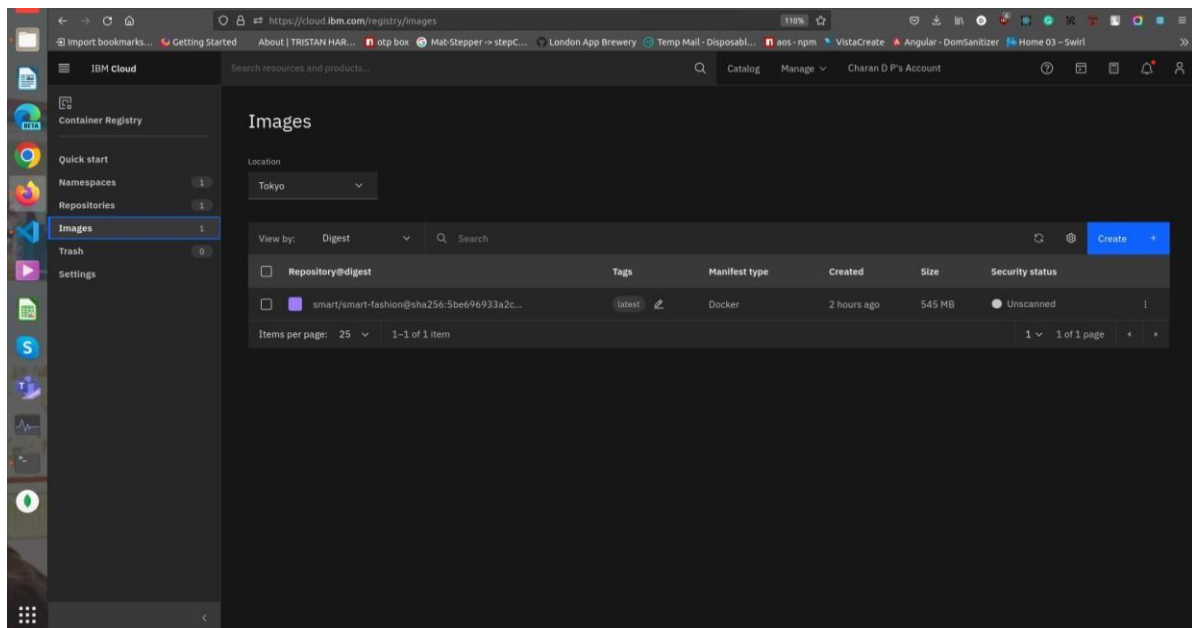 https://cloud.ibm.com/registry/images
110%
Import bookmarks... Getting Started About | TRISTAN HAR... otp box Mat-Stepper -> stepC... London App Brewery Temp Mail - Disposabl... aos - npm VistaCreate Angular - DomSanitizer Home 03 – Swirl
IBM Cloud
Search resources and products...
Catalog Manage Charan D P's Account
Container Registry
Quick start
Namespaces 1
Repositories 1
Images 1
Trash 0
Settings
Images
Location
Tokyo
View by: Digest Search Create +
Repository@digest Tags Manifest type Created Size Security status
smart/smart-fashion@sha256:5be696933a2c... latest Docker 2 hours ago 545 MB Unscanned
Items per page: 25 1–1 of 1 item 1 1 of 1 page
BETA